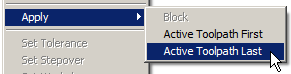 Apply
Block
Active Toolpath First
Set Tolerance
Active Toolpath Last
Set Stepover